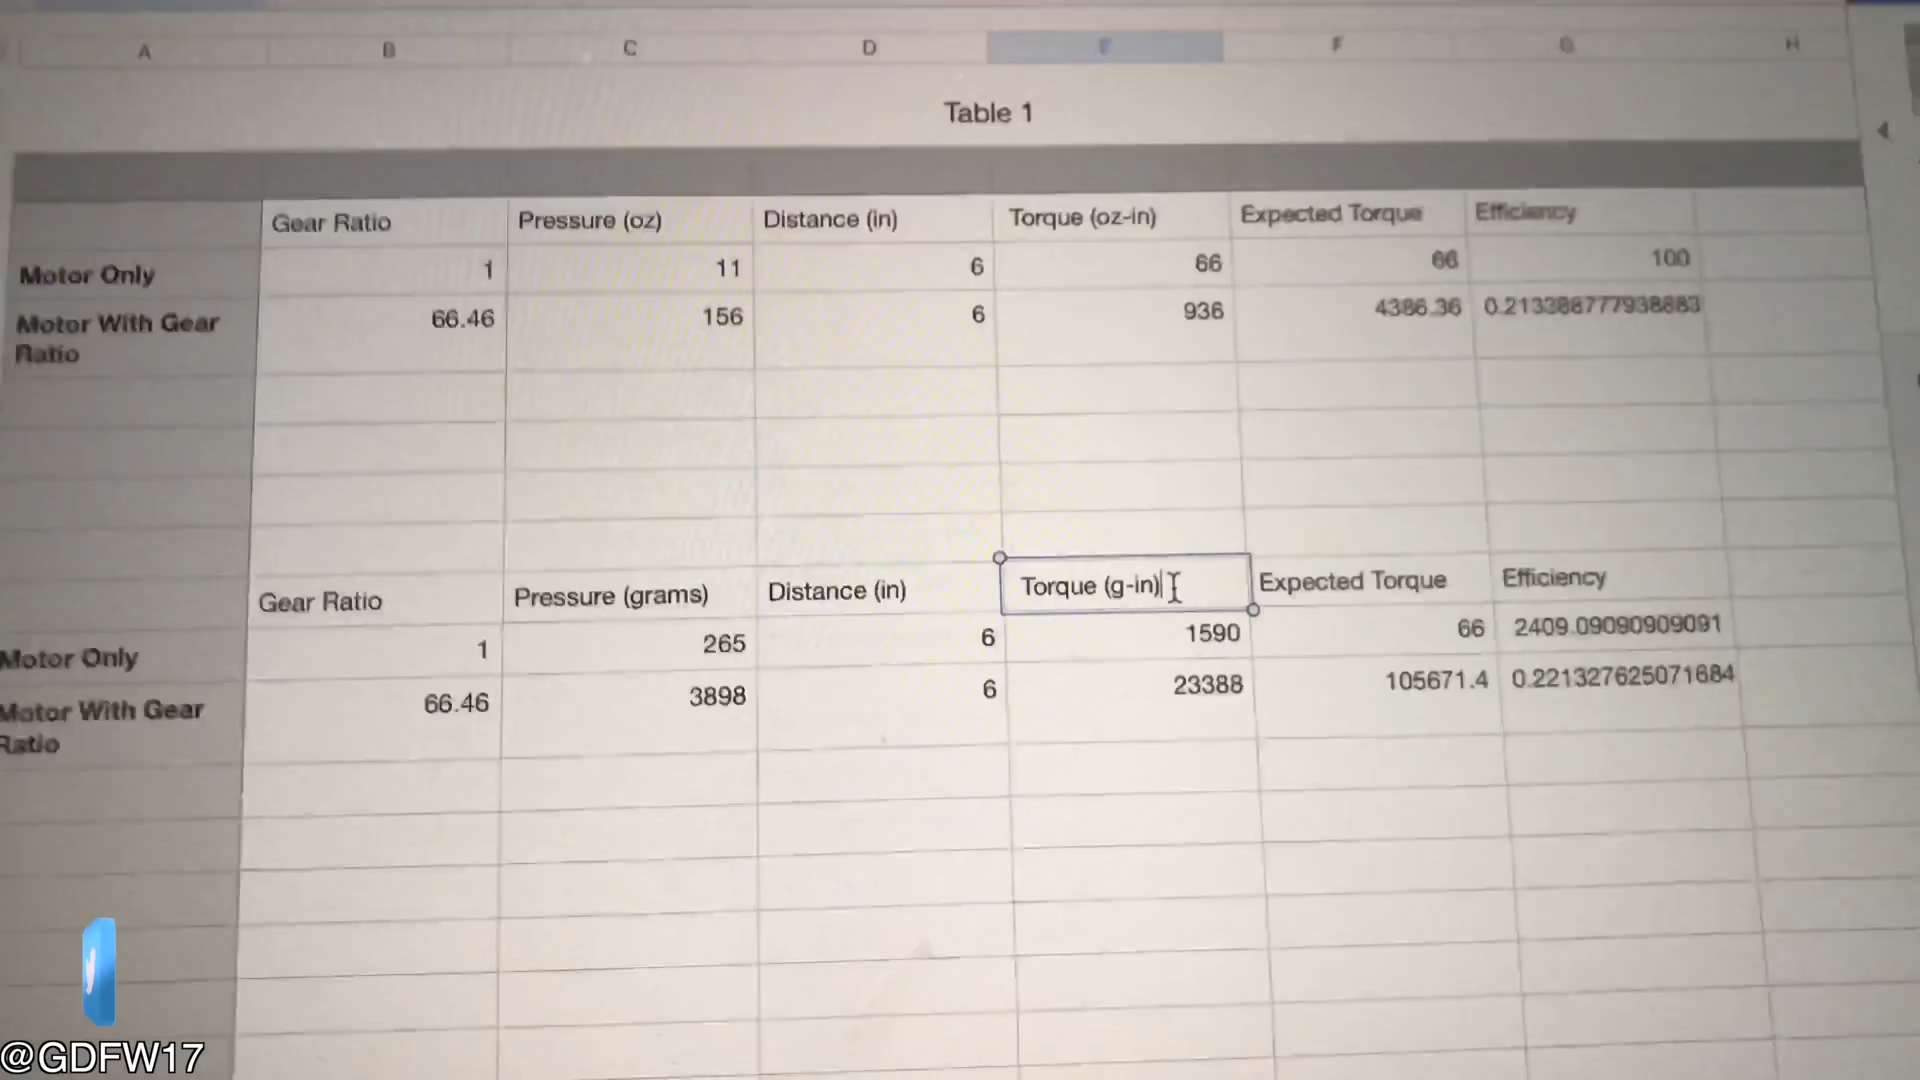 A B C D E F G H
Table 1
Gear Ratio Pressure (oz) Distance (in) Torque (oz-in) Expected Torque Efficiency
Motor Only 1 11 6 66 66 100
Motor With Gear Ratio 66.46 156 6 936 4386.36 0.213388777938883
Gear Ratio Pressure (grams) Distance (in) Torque (g-in) Expected Torque Efficiency
Motor Only 1 265 6 1590 66 2409.09090909091
Motor With Gear Ratio 66.46 3898 6 23388 105671.4 0.221327625071684
@GDFW17